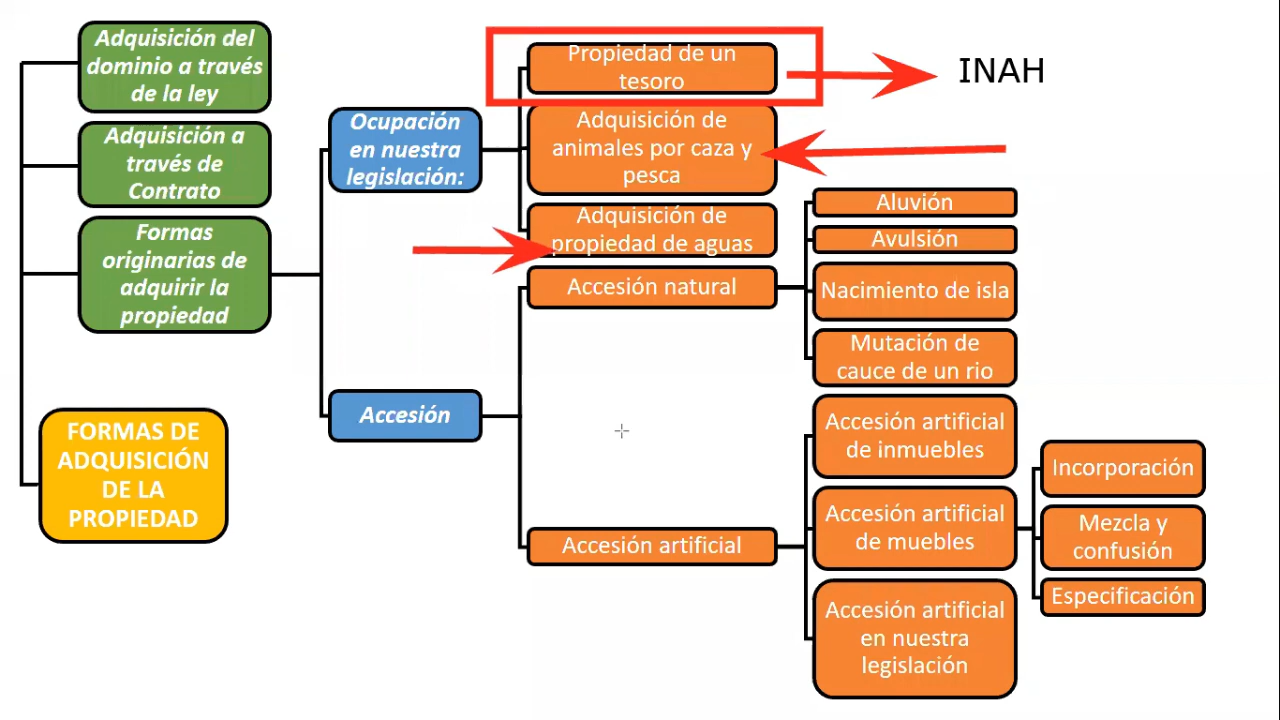 Adquisición del
dominio a través
de la ley
Adquisición a
través de
Contrato
Formas
originarias de
adquirir la
propiedad
FORMAS DE
ADQUISICIÓN
DE LA
PROPIEDAD
Ocupación
en nuestra
legislación:
Accesión
Propiedad de un
tesoro
INAH
Adquisición de
animales por caza y
pesca
Adquisición de
propiedad de aguas
Accesión natural
Aluvión
Avulsión
Nacimiento de isla
Mutación de
cauce de un rio
Accesión artificial
Accesión artificial
de inmuebles
Accesión artificial
de muebles
Accesión artificial
en nuestra
legislación
Incorporación
Mezcla y
confusión
Especificación